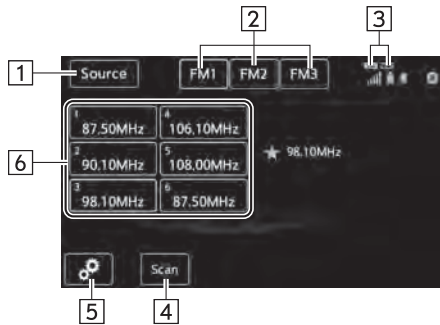 2
3
1
Source
FM1
FM2
FM3
6
1
87.50MHz
4
106.10MHz
2
90.10MHz
5
108.00MHz
98.10MHz
3
98.10MHz
6
87.50MHz
Scan
5
4